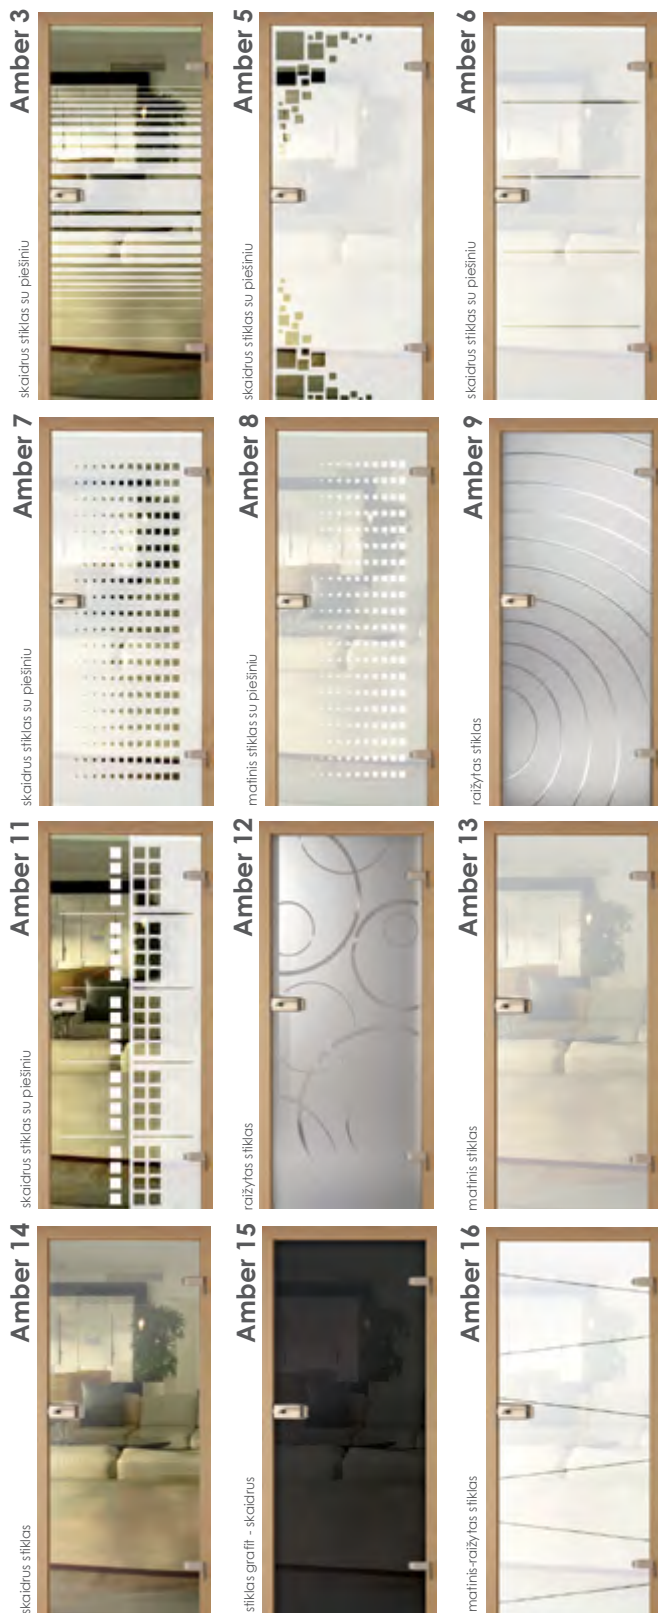 Amber 3
skaidrus stiklas su piešiniu
Amber 5
skaidrus stiklas su piešiniu
Amber 6
skaidrus stiklas su piešiniu
Amber 7
skaidrus stiklas su piešiniu
Amber 8
matinis stiklas su piešiniu
Amber 9
raižytas stiklas
Amber 11
skaidrus stiklas su piešiniu
Amber 12
raižytas stiklas
Amber 13
matinis stiklas
Amber 14
skaidrus stiklas
Amber 15
stiklas grafit - skaidrus
Amber 16
matinis-raižytas stiklas